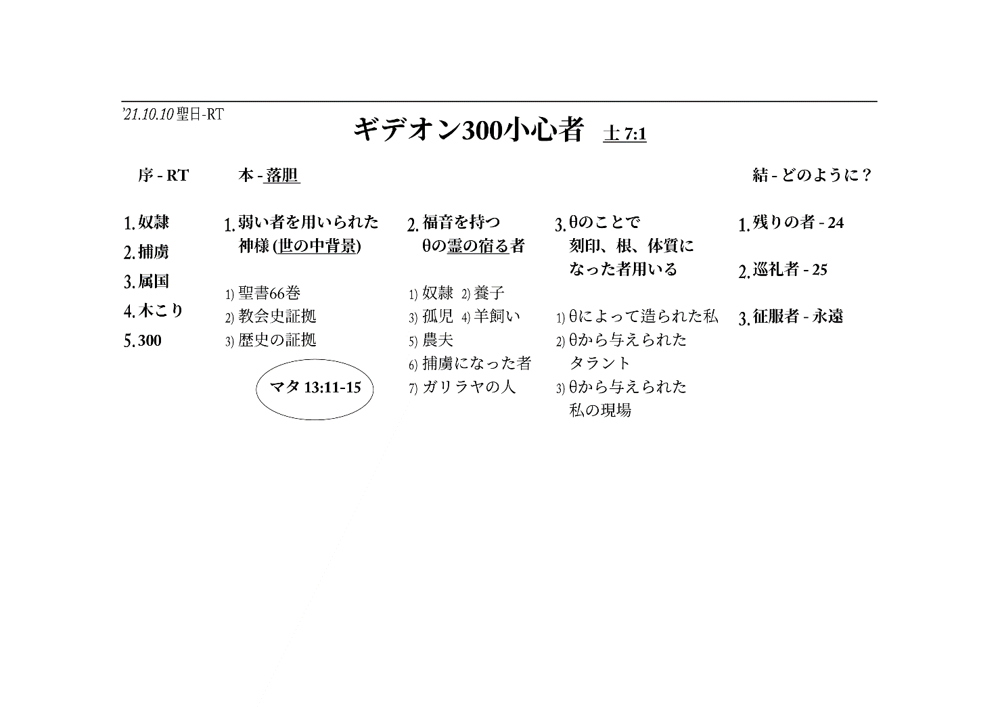 '21.10.10 聖日-RT
ギデオン300小心者 士 7:1
序 - RT
1. 奴隷
2. 捕虜
3. 属国
4. 木こり
5. 300
本 - 落胆
1. 弱い者を用いられた
神様 (世の中背景)
1) 聖書66巻
2) 教会史証拠
3) 歴史の証拠
マタ 13:11-15
2. 福音を持つ
θの霊の宿る者
1) 奴隷 2) 養子
3) 孤児 4) 羊飼い
5) 農夫
6) 捕虜になった者
7) ガリラヤの人
3. θのことで
刻印、根、体質に
なった者用いる
1) θによって造られた私
2) θから与えられた
タラント
3) θから与えられた
私の現場
結 - どのように？
1. 残りの者 - 24
2. 巡礼者 - 25
3. 征服者 - 永遠